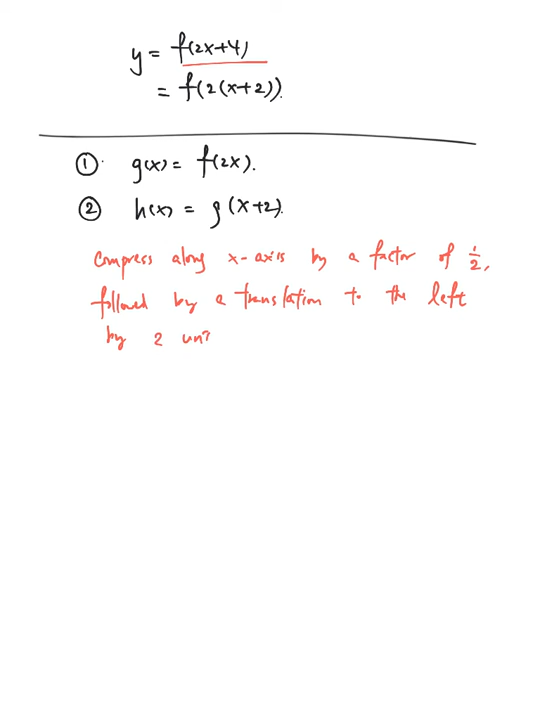 y = f(2x+4)
= f(2(x+2)).
① g(x) = f(2x).
② h(x) = g(x+2).
Compress along x-axis by a factor of 1/2,
followed by a translation to the left
by 2